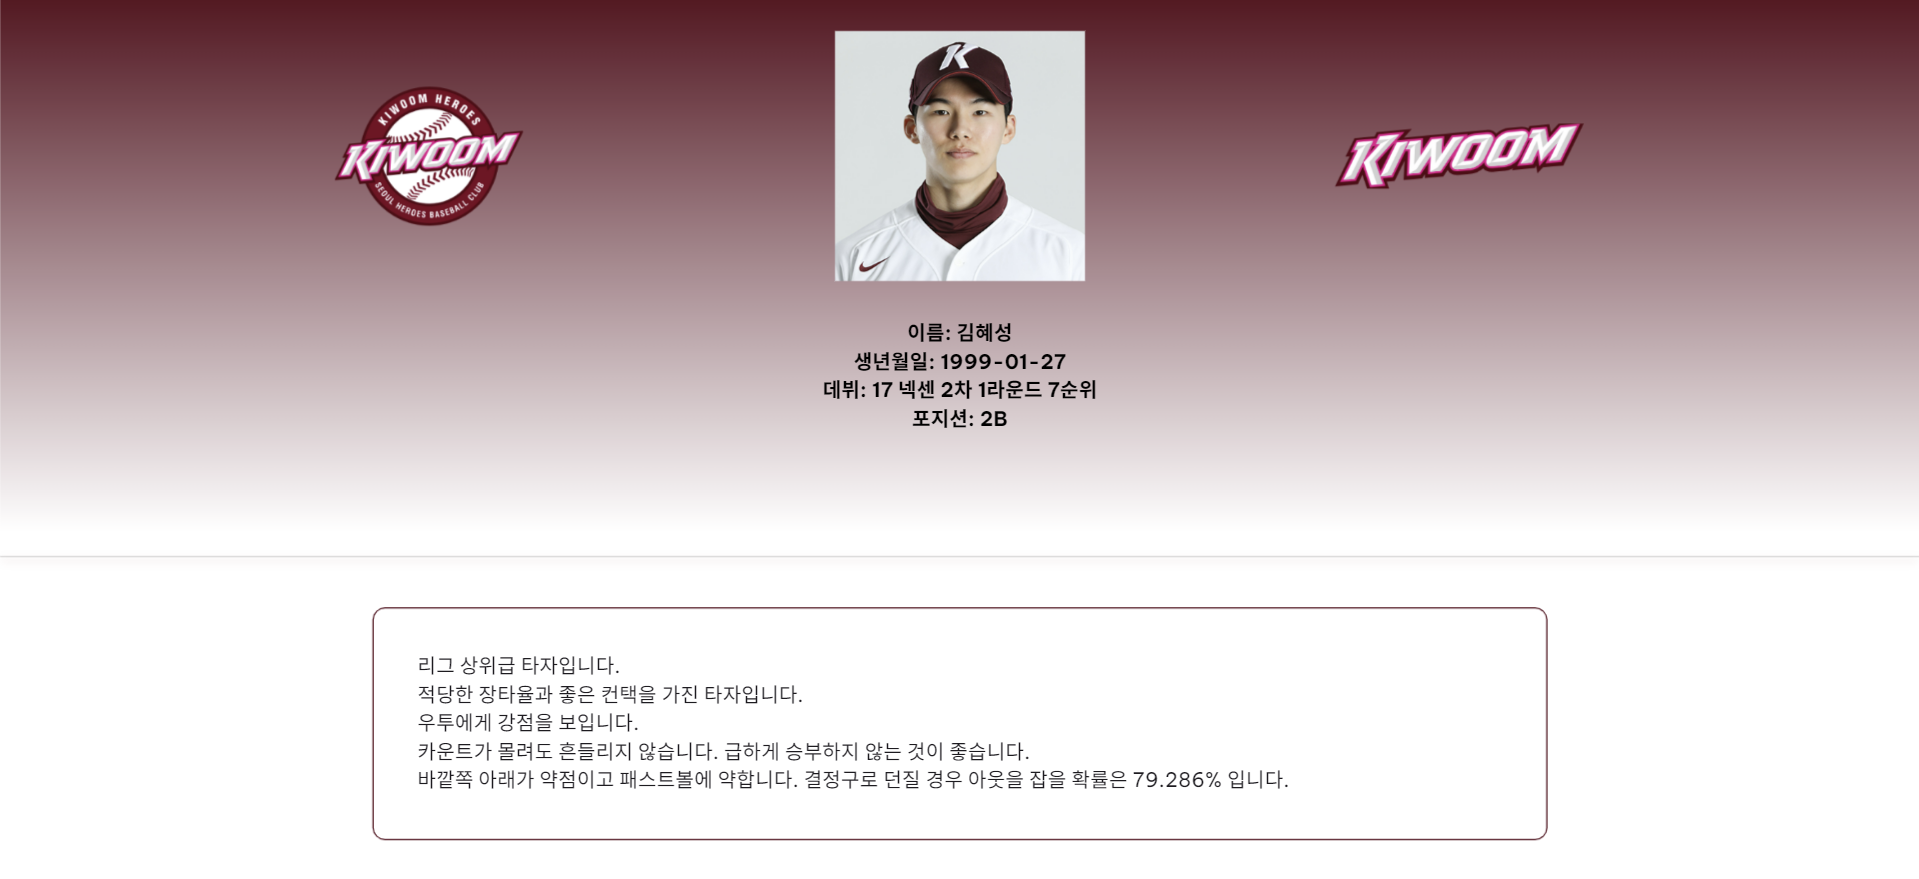 KIWOOM HEROES
KIWOOM
SEOUL HEROES BASEBALL CLUB
K
KIWOOM
이름: 김혜성
생년월일: 1999-01-27
데뷔: 17 넥센 2차 1라운드 7순위
포지션: 2B
리그 상위급 타자입니다.
적당한 장타율과 좋은 컨택을 가진 타자입니다.
우투에게 강점을 보입니다.
카운트가 몰려도 흔들리지 않습니다. 급하게 승부하지 않는 것이 좋습니다.
바깥쪽 아래가 약점이고 패스트볼에 약합니다. 결정구로 던질 경우 아웃을 잡을 확률은 79.286% 입니다.